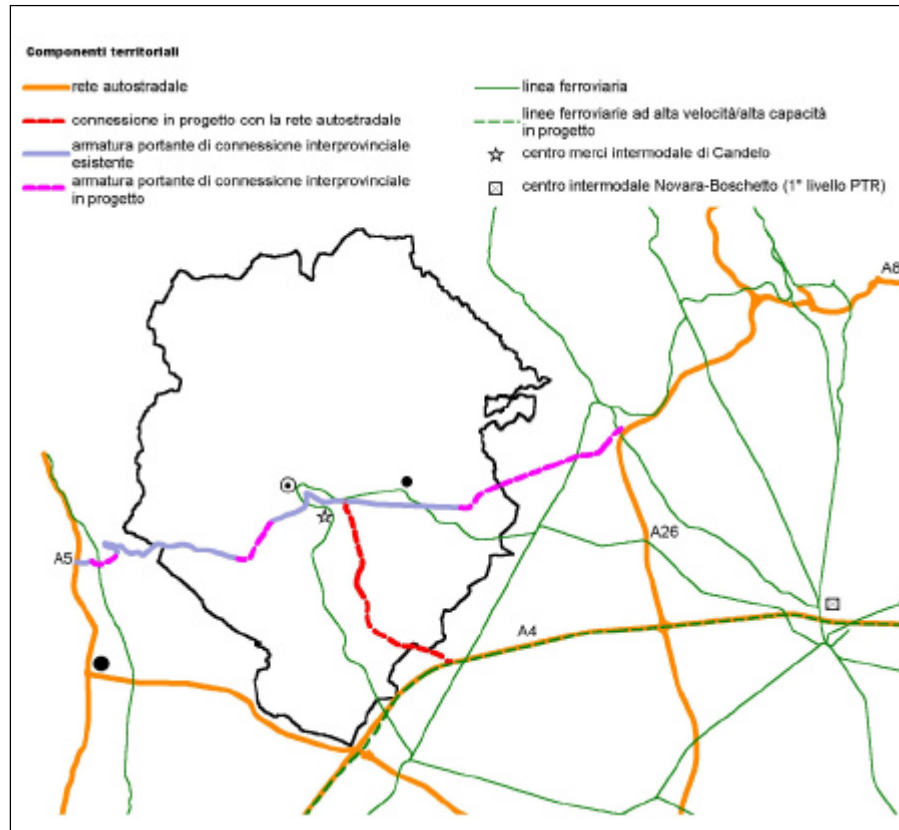 Componenti territoriali
rete autostradale
connessione in progetto con la rete autostradale
armatura portante di connessione interprovinciale
esistente
armatura portante di connessione interprovinciale
in progetto
linea ferroviaria
linee ferroviarie ad alta velocità/alta capacità
in progetto
centro merci intermodale di Candelo
centro intermodale Novara-Boschetto (1° livello PTR)
A8
A26
A5
A4